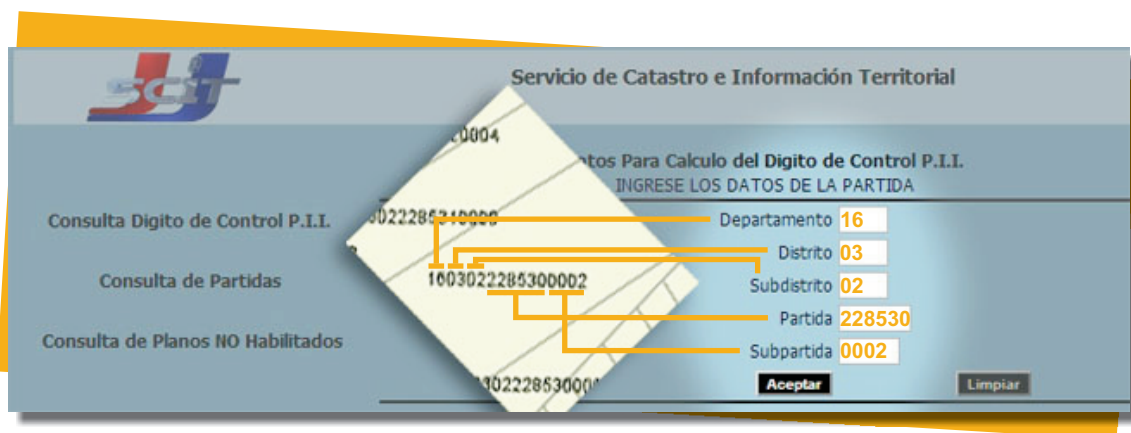 SCIT
Servicio de Catastro e Información Territorial
0004
tos Para Calculo del Digito de Control P.I.I.
INGRESE LOS DATOS DE LA PARTIDA
Consulta Digito de Control P.I.I.
Departamento 16
Distrito 03
Consulta de Partidas
1603022285300002
Subdistrito 02
Partida 228530
Consulta de Planos NO Habilitados
Subpartida 0002
Aceptar
Limpiar